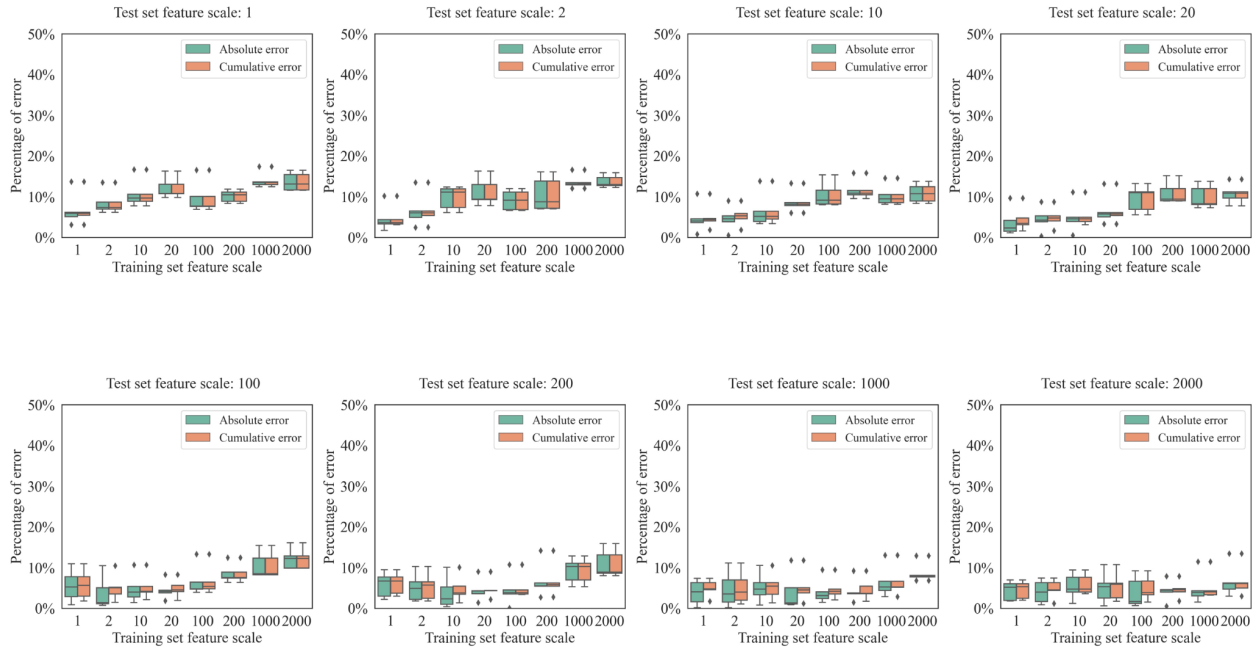 Test set feature scale: 1
50%
40%
30%
20%
10%
0%
Percentage of error
Absolute error
Cumulative error
1 2 10 20 100 200 1000 2000
Training set feature scale
Test set feature scale: 2
50%
40%
30%
20%
10%
0%
Percentage of error
Absolute error
Cumulative error
1 2 10 20 100 200 1000 2000
Training set feature scale
Test set feature scale: 10
50%
40%
30%
20%
10%
0%
Percentage of error
Absolute error
Cumulative error
1 2 10 20 100 200 1000 2000
Training set feature scale
Test set feature scale: 20
50%
40%
30%
20%
10%
0%
Percentage of error
Absolute error
Cumulative error
1 2 10 20 100 200 1000 2000
Training set feature scale
Test set feature scale: 100
50%
40%
30%
20%
10%
0%
Percentage of error
Absolute error
Cumulative error
1 2 10 20 100 200 1000 2000
Training set feature scale
Test set feature scale: 200
50%
40%
30%
20%
10%
0%
Percentage of error
Absolute error
Cumulative error
1 2 10 20 100 200 1000 2000
Training set feature scale
Test set feature scale: 1000
50%
40%
30%
20%
10%
0%
Percentage of error
Absolute error
Cumulative error
1 2 10 20 100 200 1000 2000
Training set feature scale
Test set feature scale: 2000
50%
40%
30%
20%
10%
0%
Percentage of error
Absolute error
Cumulative error
1 2 10 20 100 200 1000 2000
Training set feature scale